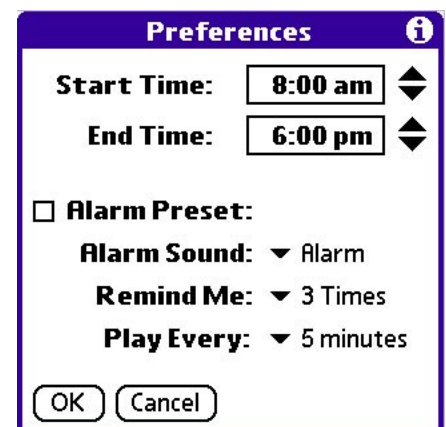 Preferences
Start Time: 8:00 am
End Time: 6:00 pm
Alarm Preset:
Alarm Sound: Alarm
Remind Me: 3 Times
Play Every: 5 minutes
OK Cancel